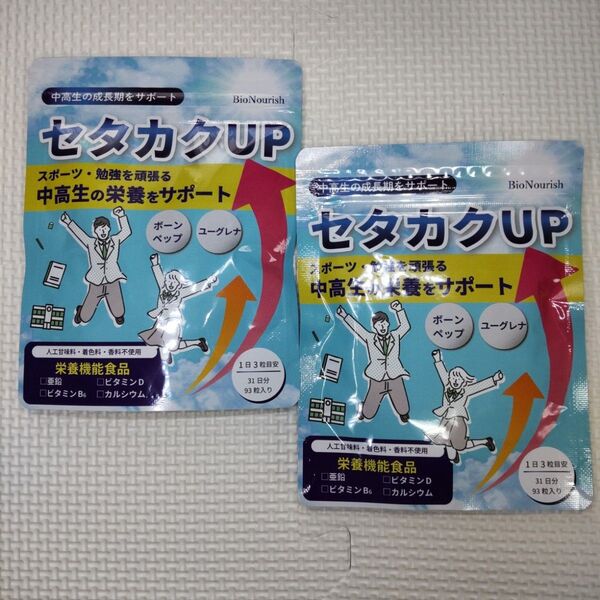 中高生の成長期をサポート
BioNourish
セタカクUP
スポーツ・勉強を頑張る
中高生の栄養をサポート
ボーン
ペップ
ユーグレナ
人工甘味料・着色料・香料不使用
栄養機能食品
□亜鉛 □ビタミンD
□ビタミンB6 □カルシウム
1日3粒目安
31日分
93粒入り
中高生の成長期をサポート
BioNourish
セタカクUP
スポーツ・勉強を頑張る
中高生の栄養をサポート
ボーン
ペップ
ユーグレナ
人工甘味料・着色料・香料不使用
栄養機能食品
□亜鉛 □ビタミンD
□ビタミンB6 □カルシウム
1日3粒目安
31日分
93粒入り